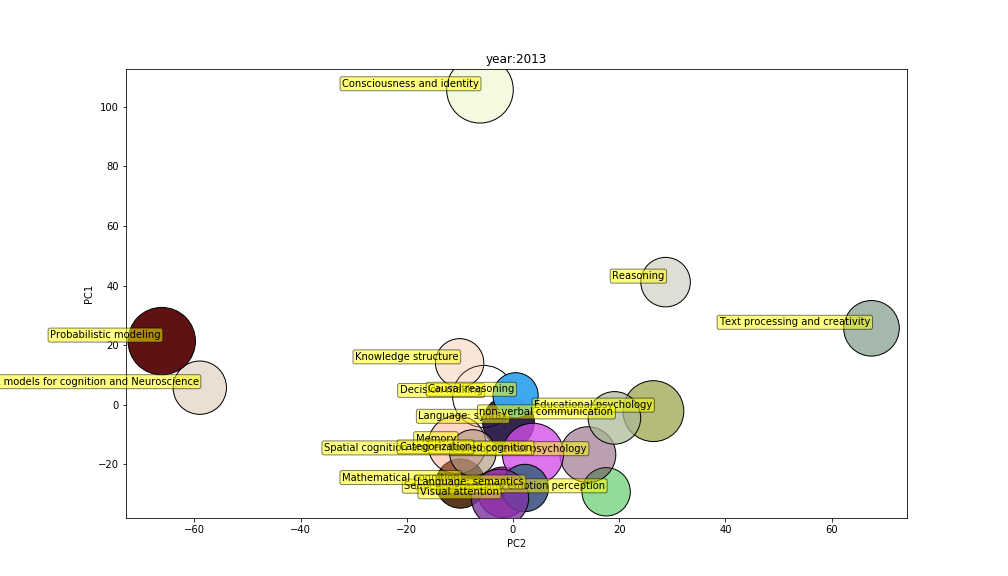 year:2013
Consciousness and identity
100
80
60
PC1
40
Reasoning
Text processing and creativity
Probabilistic modeling
20
Knowledge structure
models for cognition and Neuroscience
Causal reasoning
0
Educational psychology
non-verbal communication
Language:
Memory
Categorization
Spatial
cognition
psychology
−20
Mathematical
Language: semantics
perception
Visual attention
−60
−40
−20
0
20
40
60
PC2